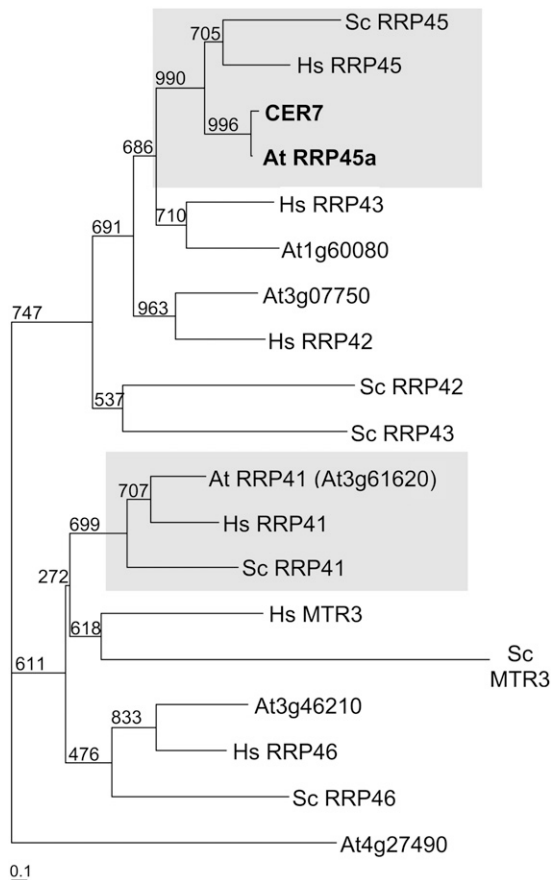 Sc RRP45
705
Hs RRP45
990
CER7
996
At RRP45a
686
Hs RRP43
710
At1g60080
691
At3g07750
963
Hs RRP42
747
Sc RRP42
537
Sc RRP43
At RRP41 (At3g61620)
707
Hs RRP41
699
Sc RRP41
272
Hs MTR3
618
Sc
MTR3
611
At3g46210
833
Hs RRP46
476
Sc RRP46
At4g27490
0.1